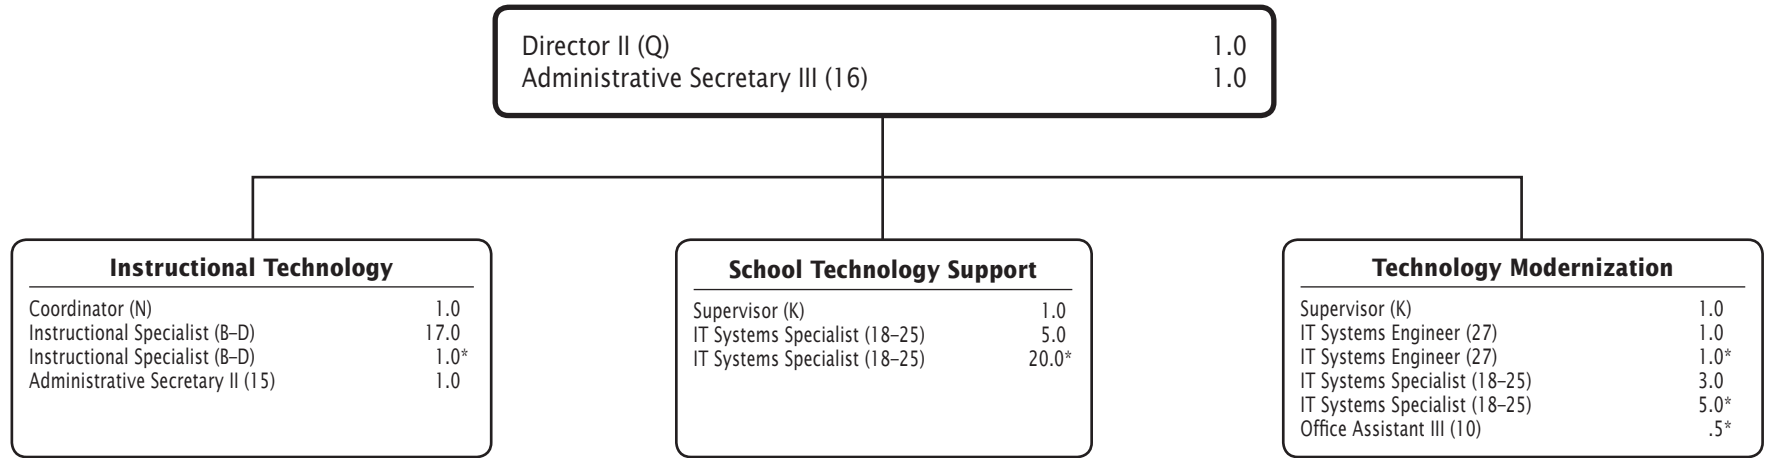 Director II (Q) 1.0
Administrative Secretary III (16) 1.0
Instructional Technology
Coordinator (N) 1.0
Instructional Specialist (B–D) 17.0
Instructional Specialist (B–D) 1.0*
Administrative Secretary II (15) 1.0
School Technology Support
Supervisor (K) 1.0
IT Systems Specialist (18–25) 5.0
IT Systems Specialist (18–25) 20.0*
Technology Modernization
Supervisor (K) 1.0
IT Systems Engineer (27) 1.0
IT Systems Engineer (27) 1.0*
IT Systems Specialist (18–25) 3.0
IT Systems Specialist (18–25) 5.0*
Office Assistant III (10) .5*